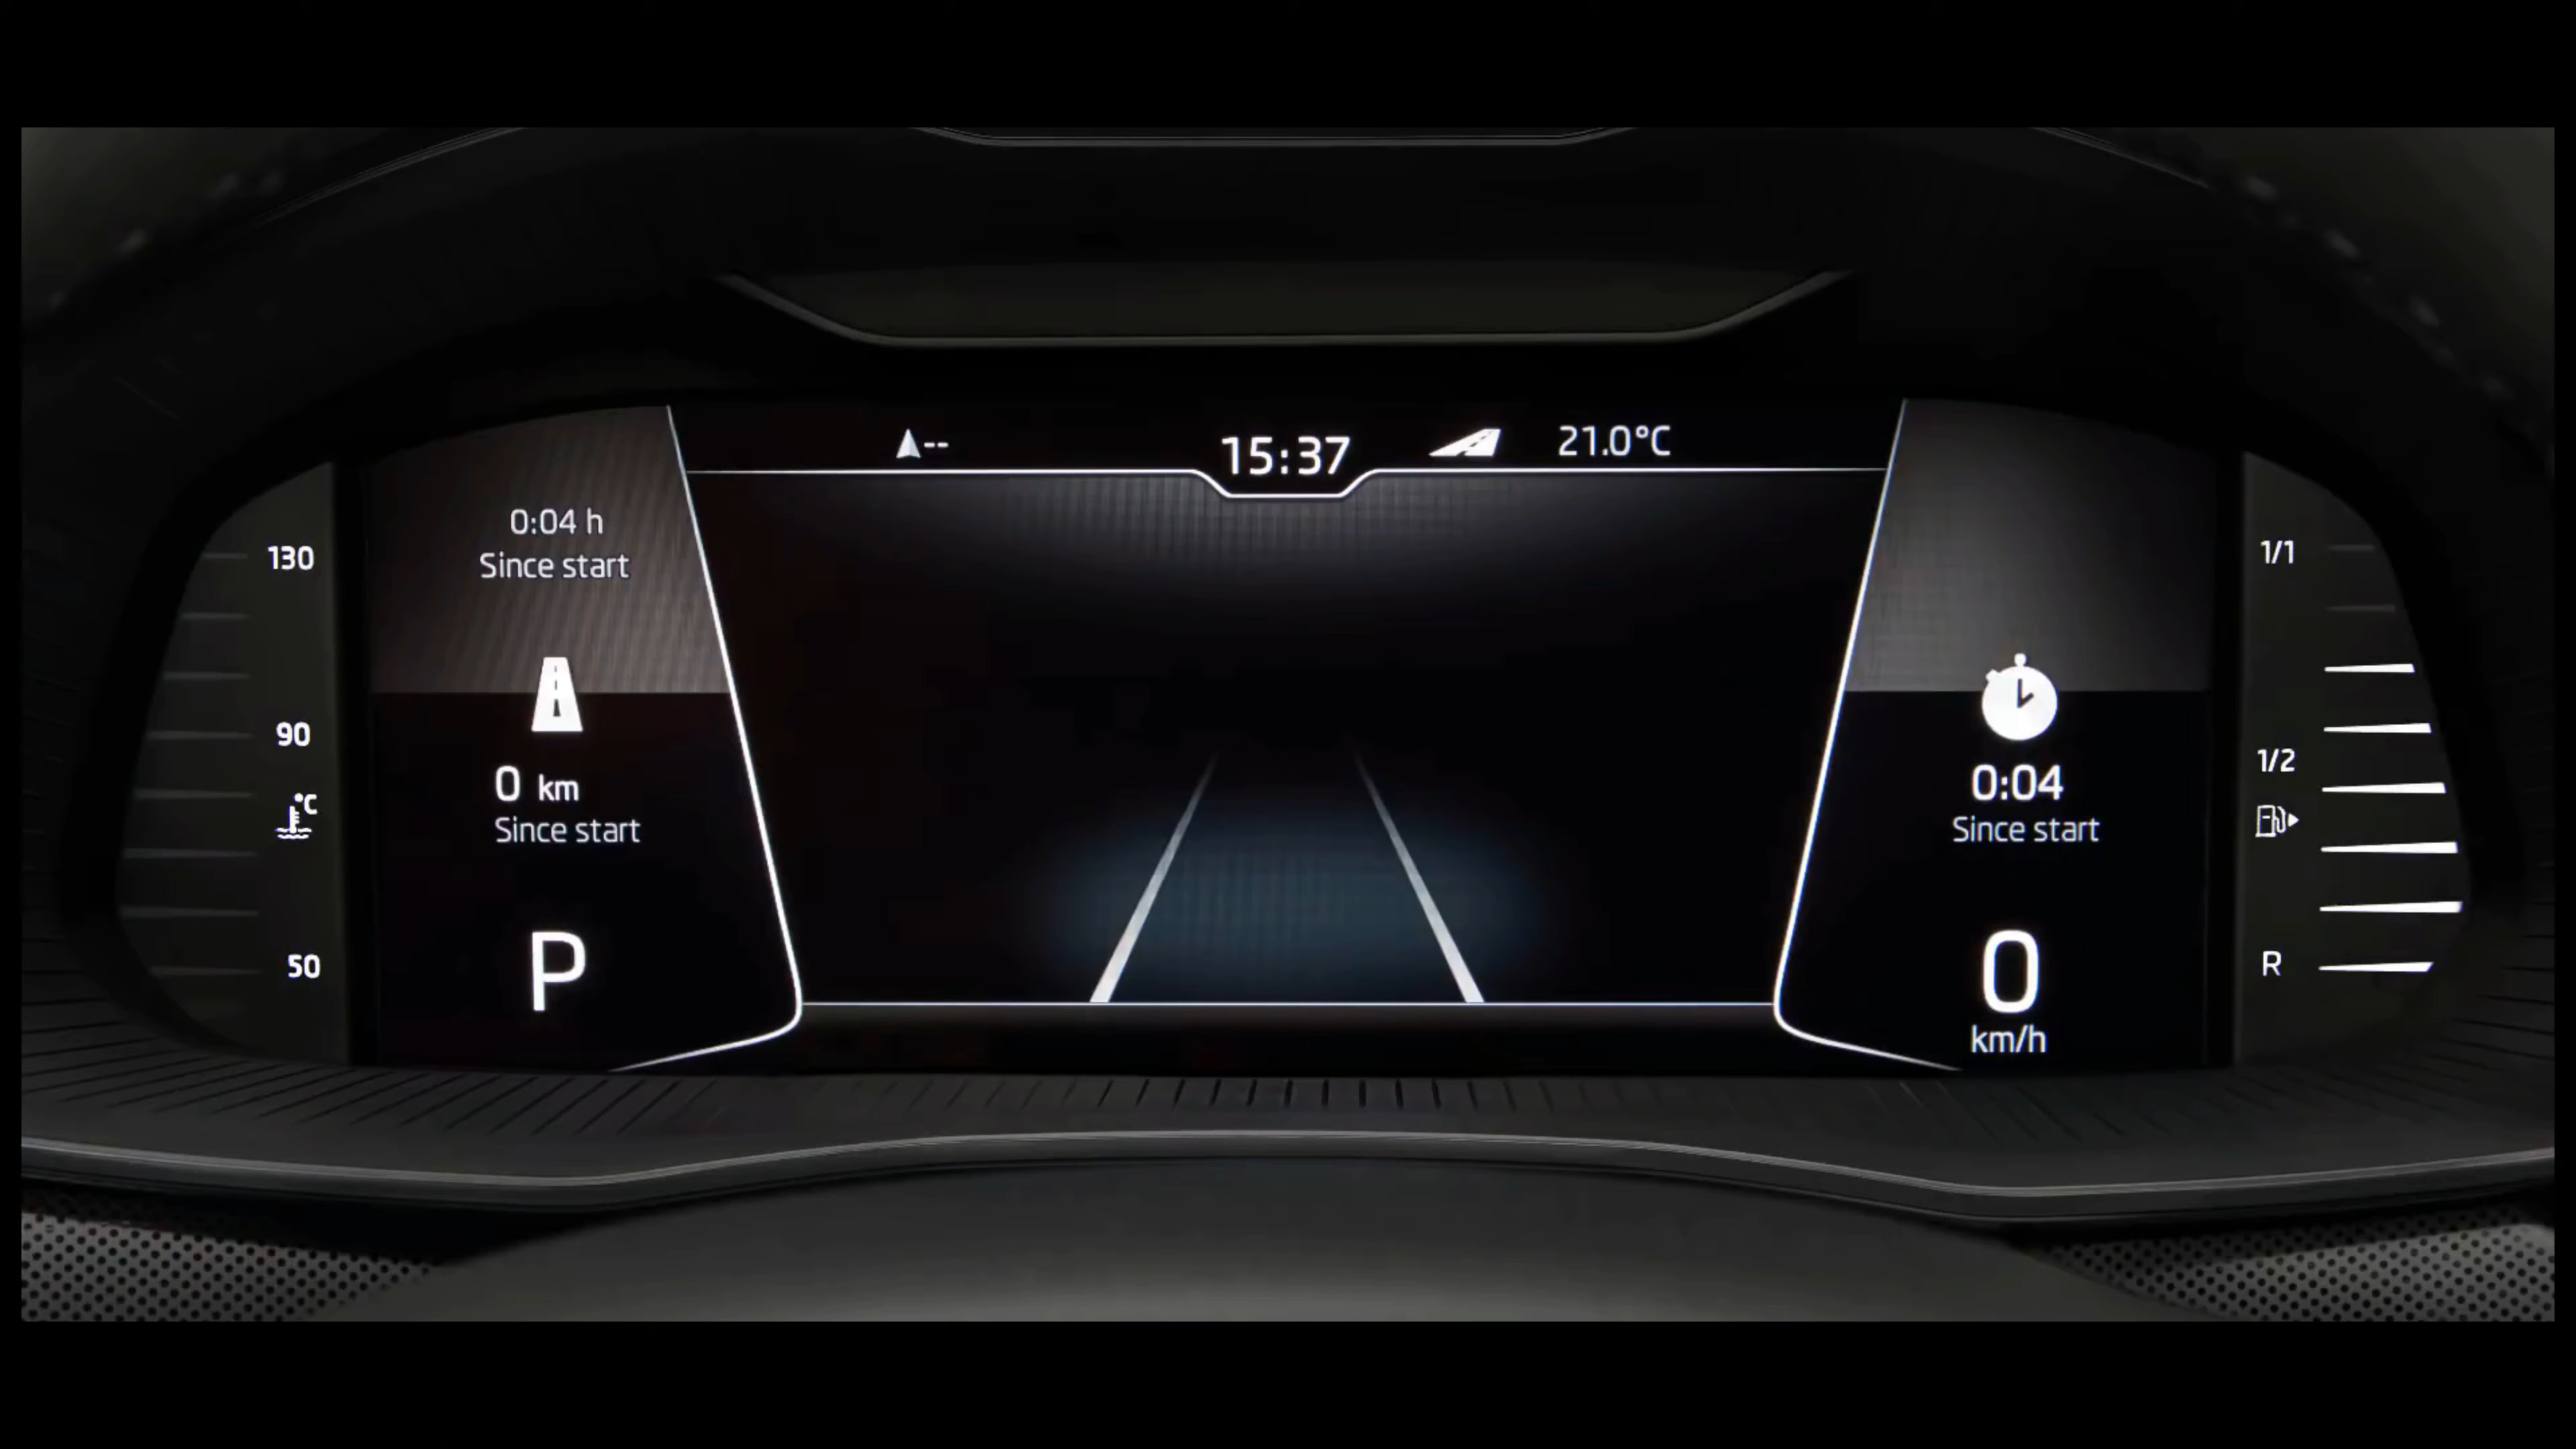 --
15:37
21.0°C
130
90
°C
50
0:04 h
Since start
0 km
Since start
P
0:04
Since start
0
km/h
1/1
1/2
R